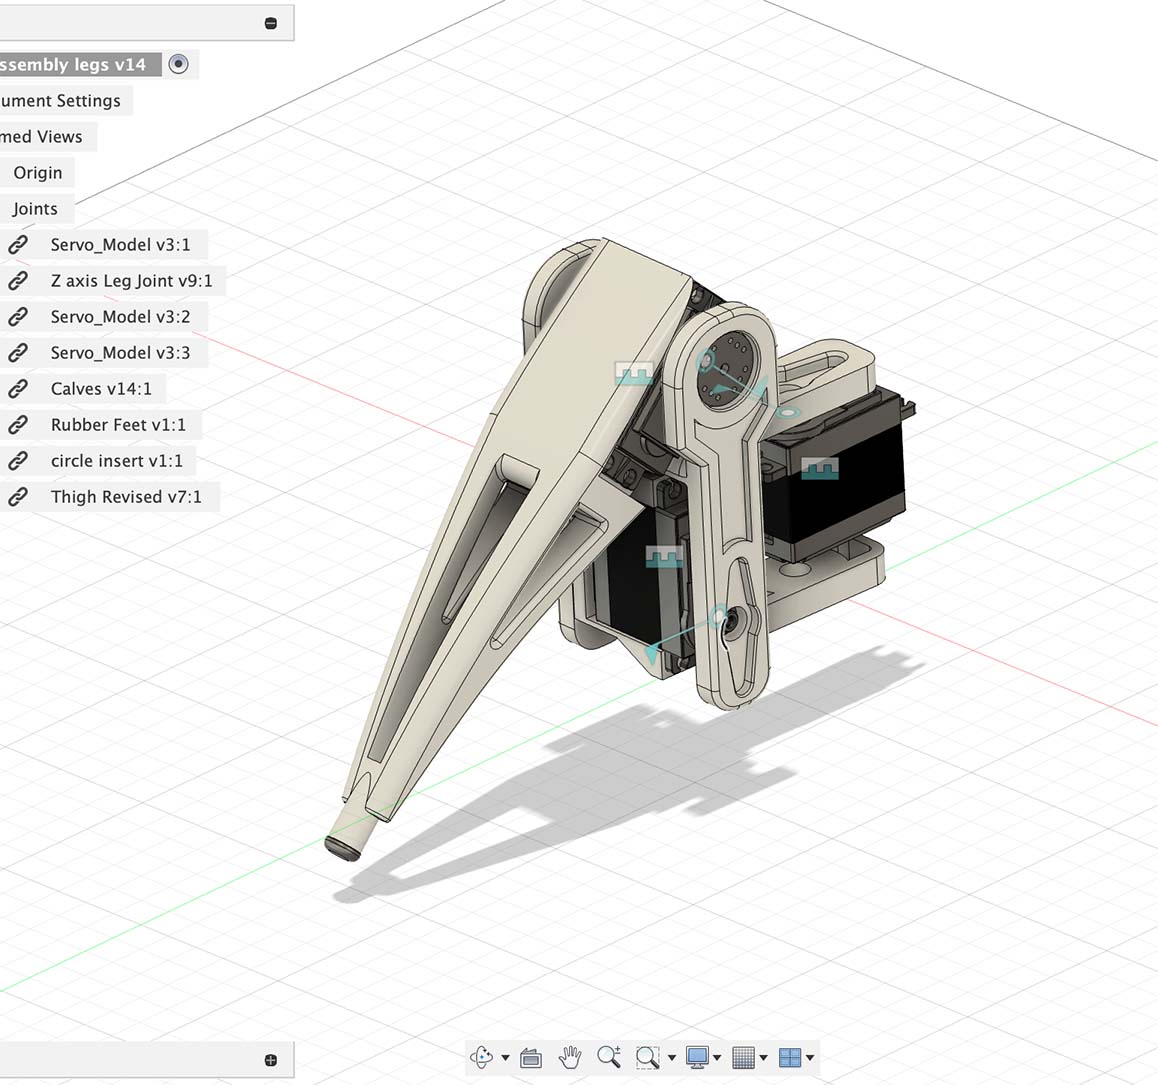 ssembly legs v14
ument Settings
med Views
Origin
Joints
Servo_Model v3:1
Z axis Leg Joint v9:1
Servo_Model v3:2
Servo_Model v3:3
Calves v14:1
Rubber Feet v1:1
circle insert v1:1
Thigh Revised v7:1